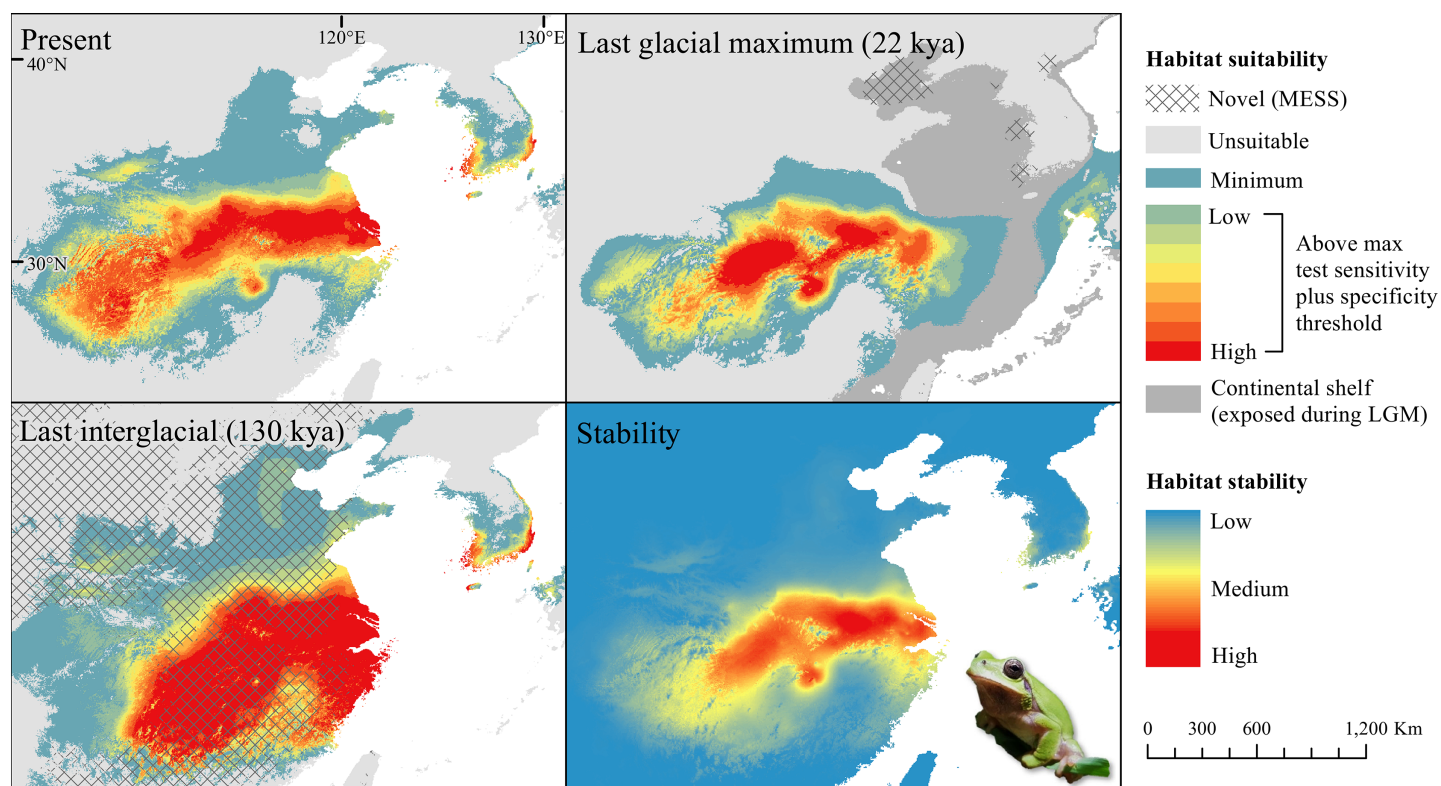 Present
120°E
130°E
40°N
30°N
Last glacial maximum (22 kya)
Last interglacial (130 kya)
Stability
Habitat suitability
Novel (MESS)
Unsuitable
Minimum
Low
High
Above max
test sensitivity
plus specificity
threshold
Continental shelf
(exposed during LGM)
Habitat stability
Low
Medium
High
0 300 600 1,200 Km